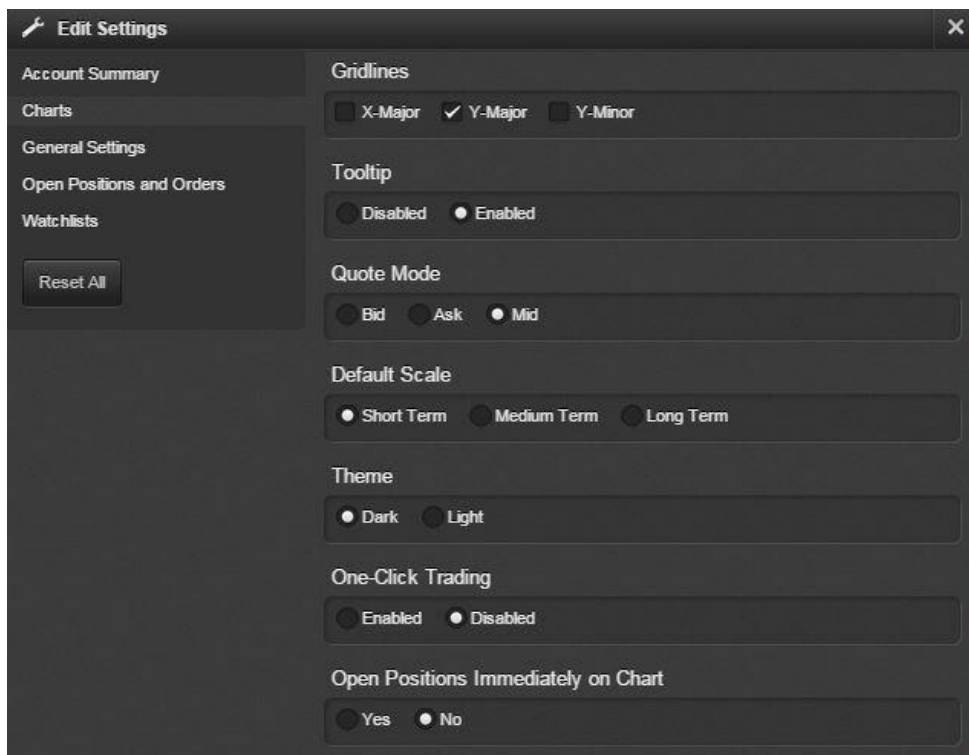 Edit Settings
Account Summary
Charts
General Settings
Open Positions and Orders
Watchlists
Reset All
Gridlines
X-Major Y-Major Y-Minor
Tooltip
Disabled Enabled
Quote Mode
Bid Ask Mid
Default Scale
Short Term Medium Term Long Term
Theme
Dark Light
One-Click Trading
Enabled Disabled
Open Positions Immediately on Chart
Yes No